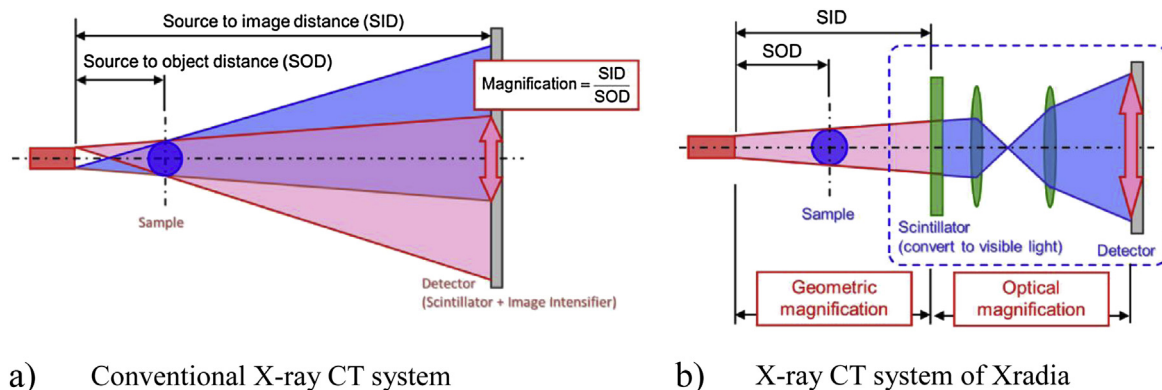 Source to image distance (SID)
Source to object distance (SOD)
Magnification = SID
SOD
Sample
Detector
(Scintillator + Image Intensifier)
a) Conventional X-ray CT system
SID
SOD
Sample
Scintillator
(convert to visible light)
Detector
Geometric
magnification
Optical
magnification
b) X-ray CT system of Xradia